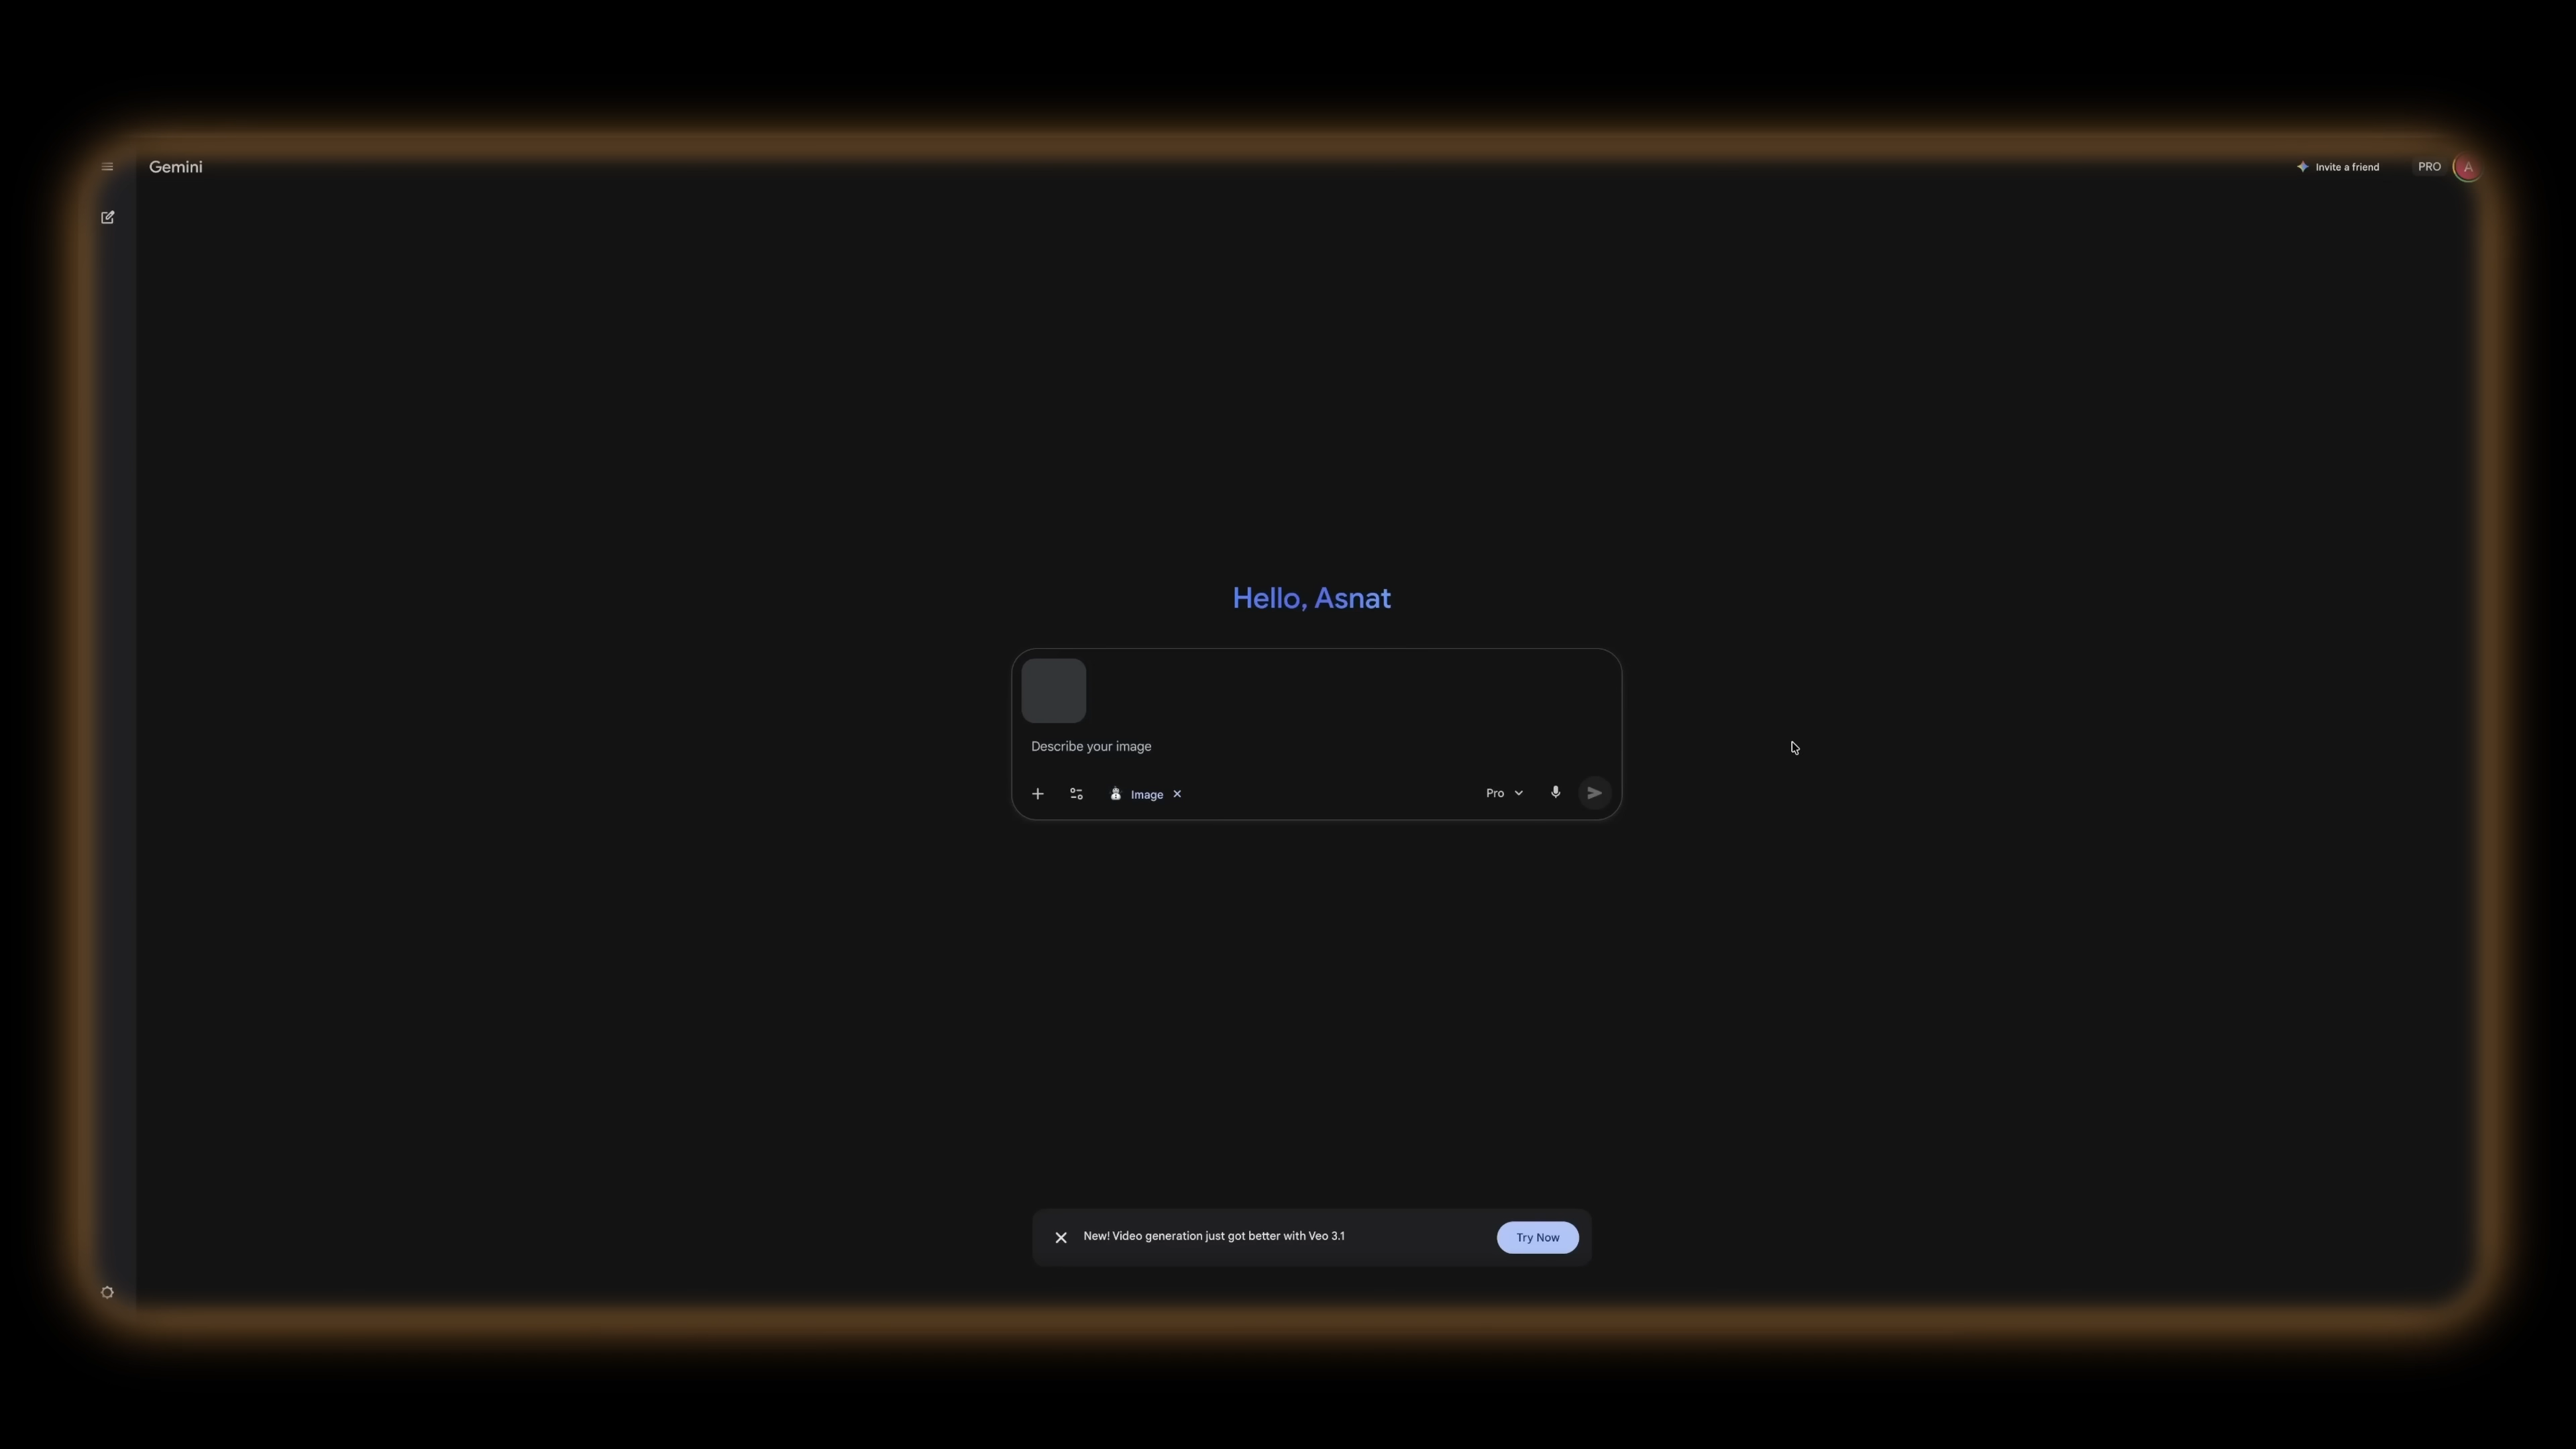 Gemini
Invite a friend
PRO
A
Hello, Asnat
Describe your image
Image
Pro
New! Video generation just got better with Veo 3.1
Try Now